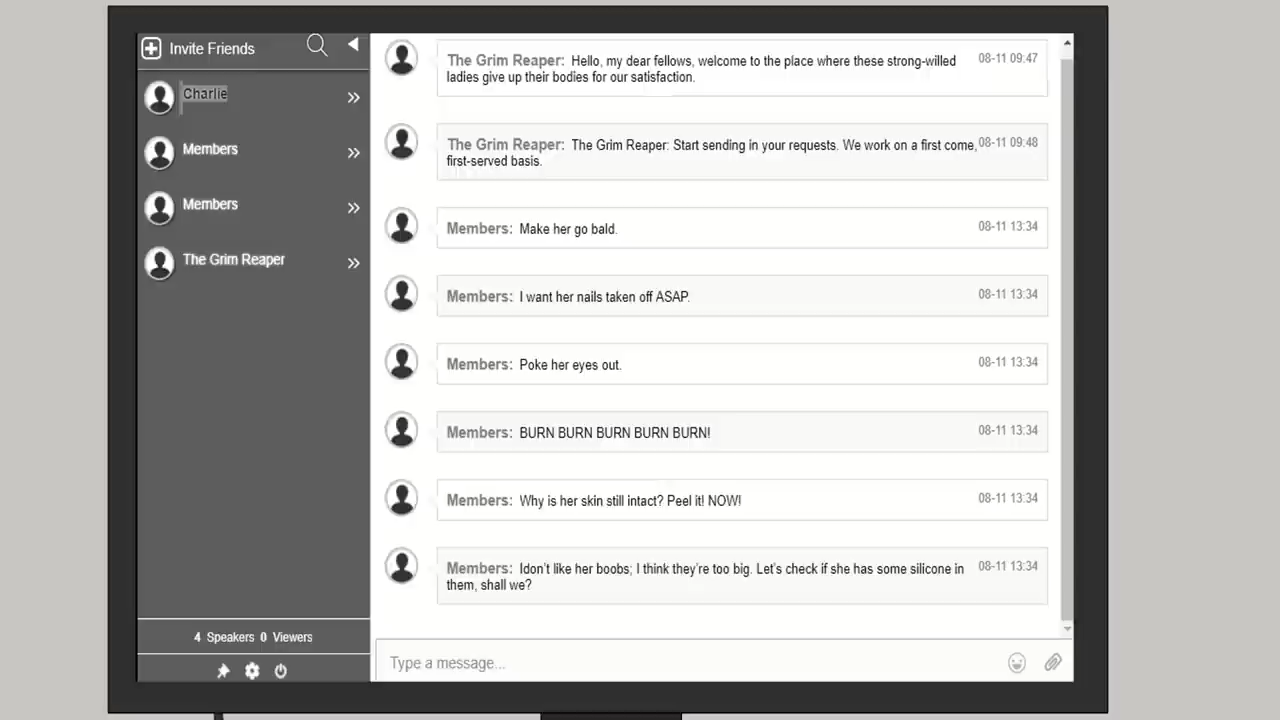 Invite Friends
Charlie
Members
Members
The Grim Reaper
4 Speakers 0 Viewers
The Grim Reaper: Hello, my dear fellows, welcome to the place where these strong-willed 08-11 09:47
ladies give up their bodies for our satisfaction.
The Grim Reaper: The Grim Reaper: Start sending in your requests. We work on a first come, 08-11 09:48
first-served basis.
Members: Make her go bald. 08-11 13:34
Members: I want her nails taken off ASAP. 08-11 13:34
Members: Poke her eyes out. 08-11 13:34
Members: BURN BURN BURN BURN BURN! 08-11 13:34
Members: Why is her skin still intact? Peel it! NOW! 08-11 13:34
Members: Idon't like her boobs; I think they're too big. Let's check if she has some silicone in 08-11 13:34
them, shall we?
Type a message...